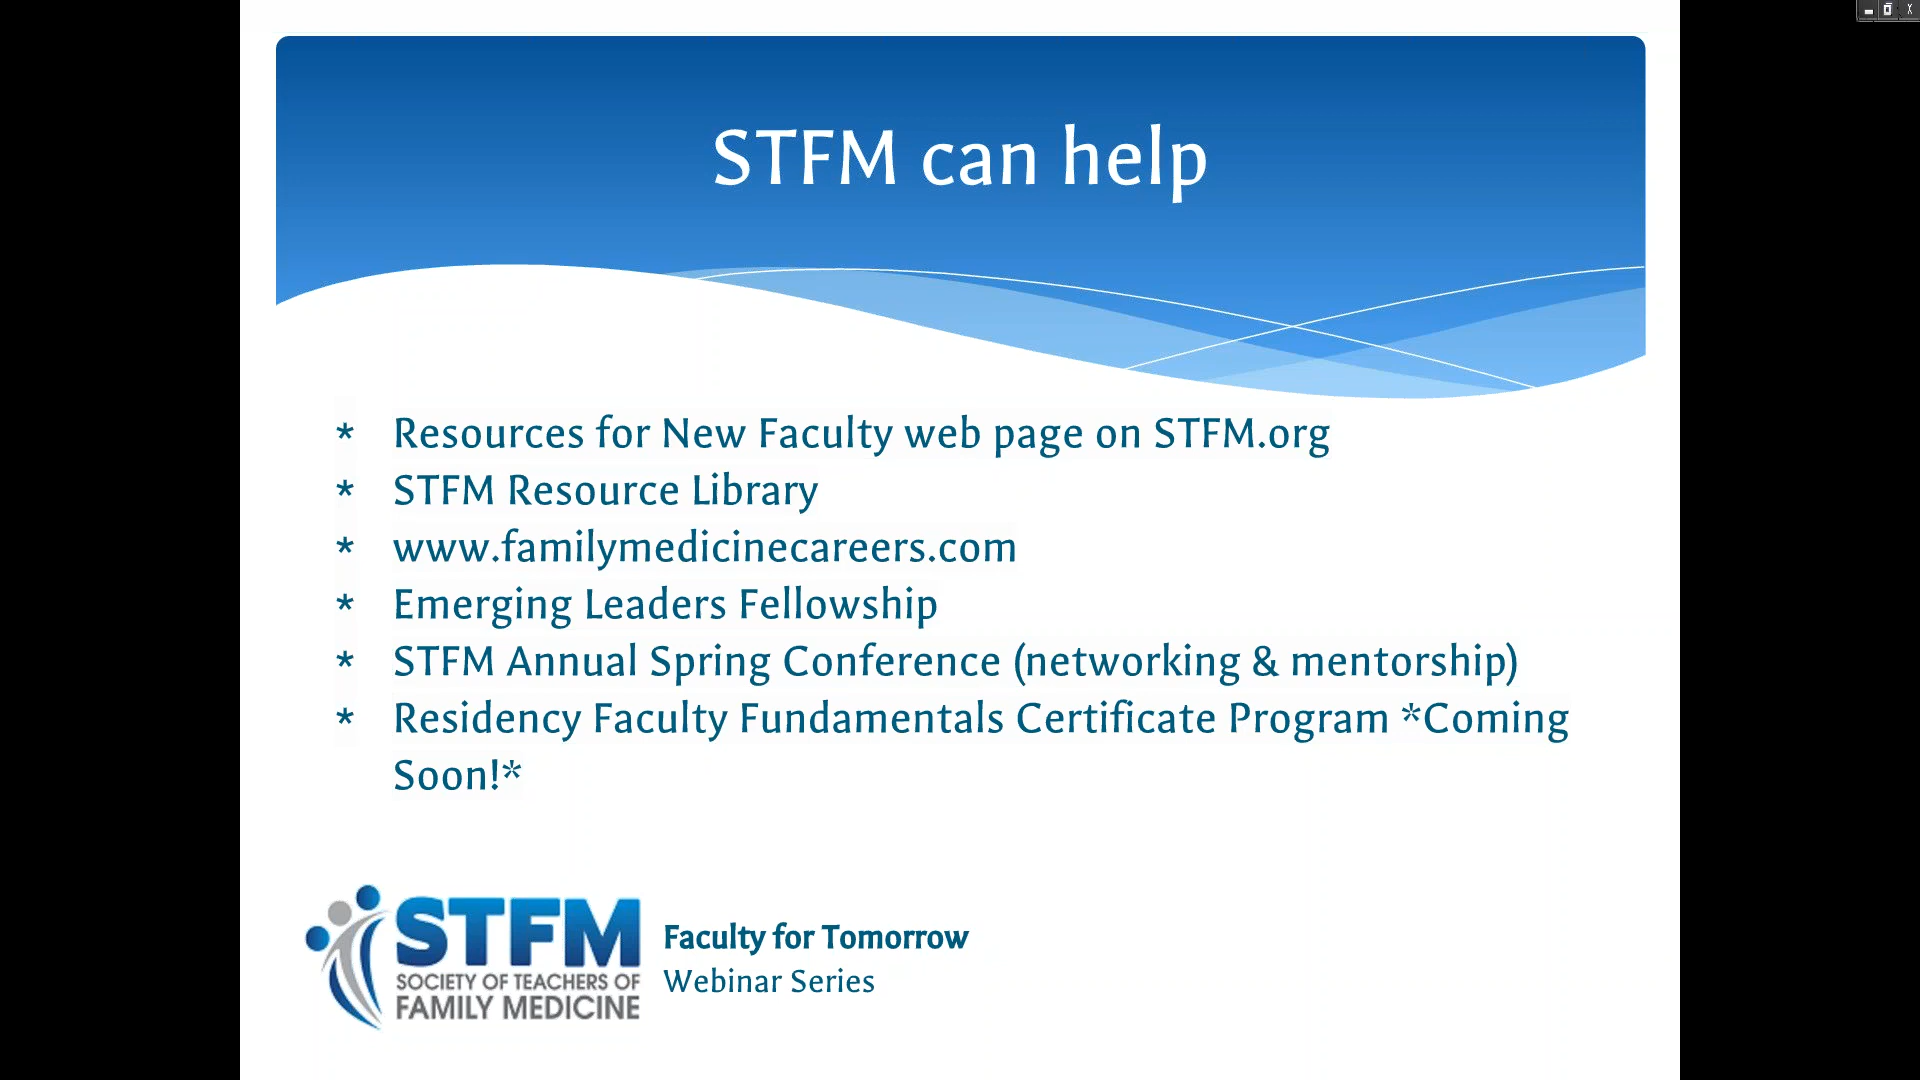 STFM can help
* Resources for New Faculty web page on STFM.org
* STFM Resource Library
* www.familymedicinecareers.com
* Emerging Leaders Fellowship
* STFM Annual Spring Conference (networking & mentorship)
* Residency Faculty Fundamentals Certificate Program *Coming
Soon!*
STFM
SOCIETY OF TEACHERS OF
FAMILY MEDICINE
Faculty for Tomorrow
Webinar Series